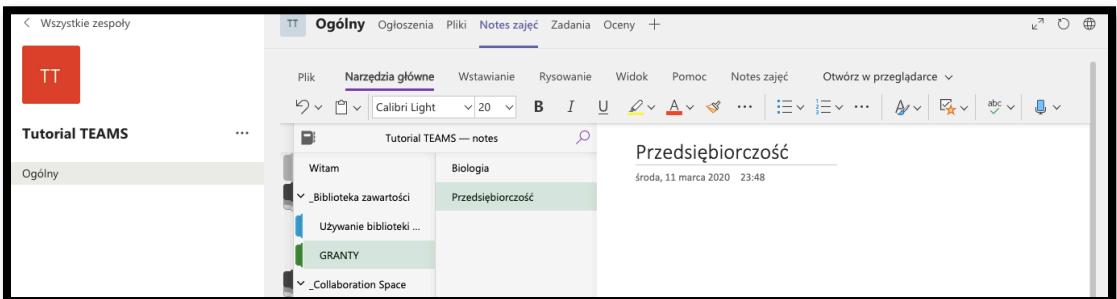 Wszystkie zespoły
TT Ogólny Ogłoszenia Pliki Notes zajęć Zadania Oceny +
TT
Plik Narzędzia główne Wstawianie Rysowanie Widok Pomoc Notes zajęć Otwórz w przeglądarce
Calibri Light 20 B I U A abc
Tutorial TEAMS ...
Tutorial TEAMS — notes
Przedsiębiorczość
środa, 11 marca 2020 23:48
Ogólny
Witam
Biologia
_Biblioteka zawartości
Przedsiębiorczość
Używanie biblioteki ...
GRANTY
_Collaboration Space